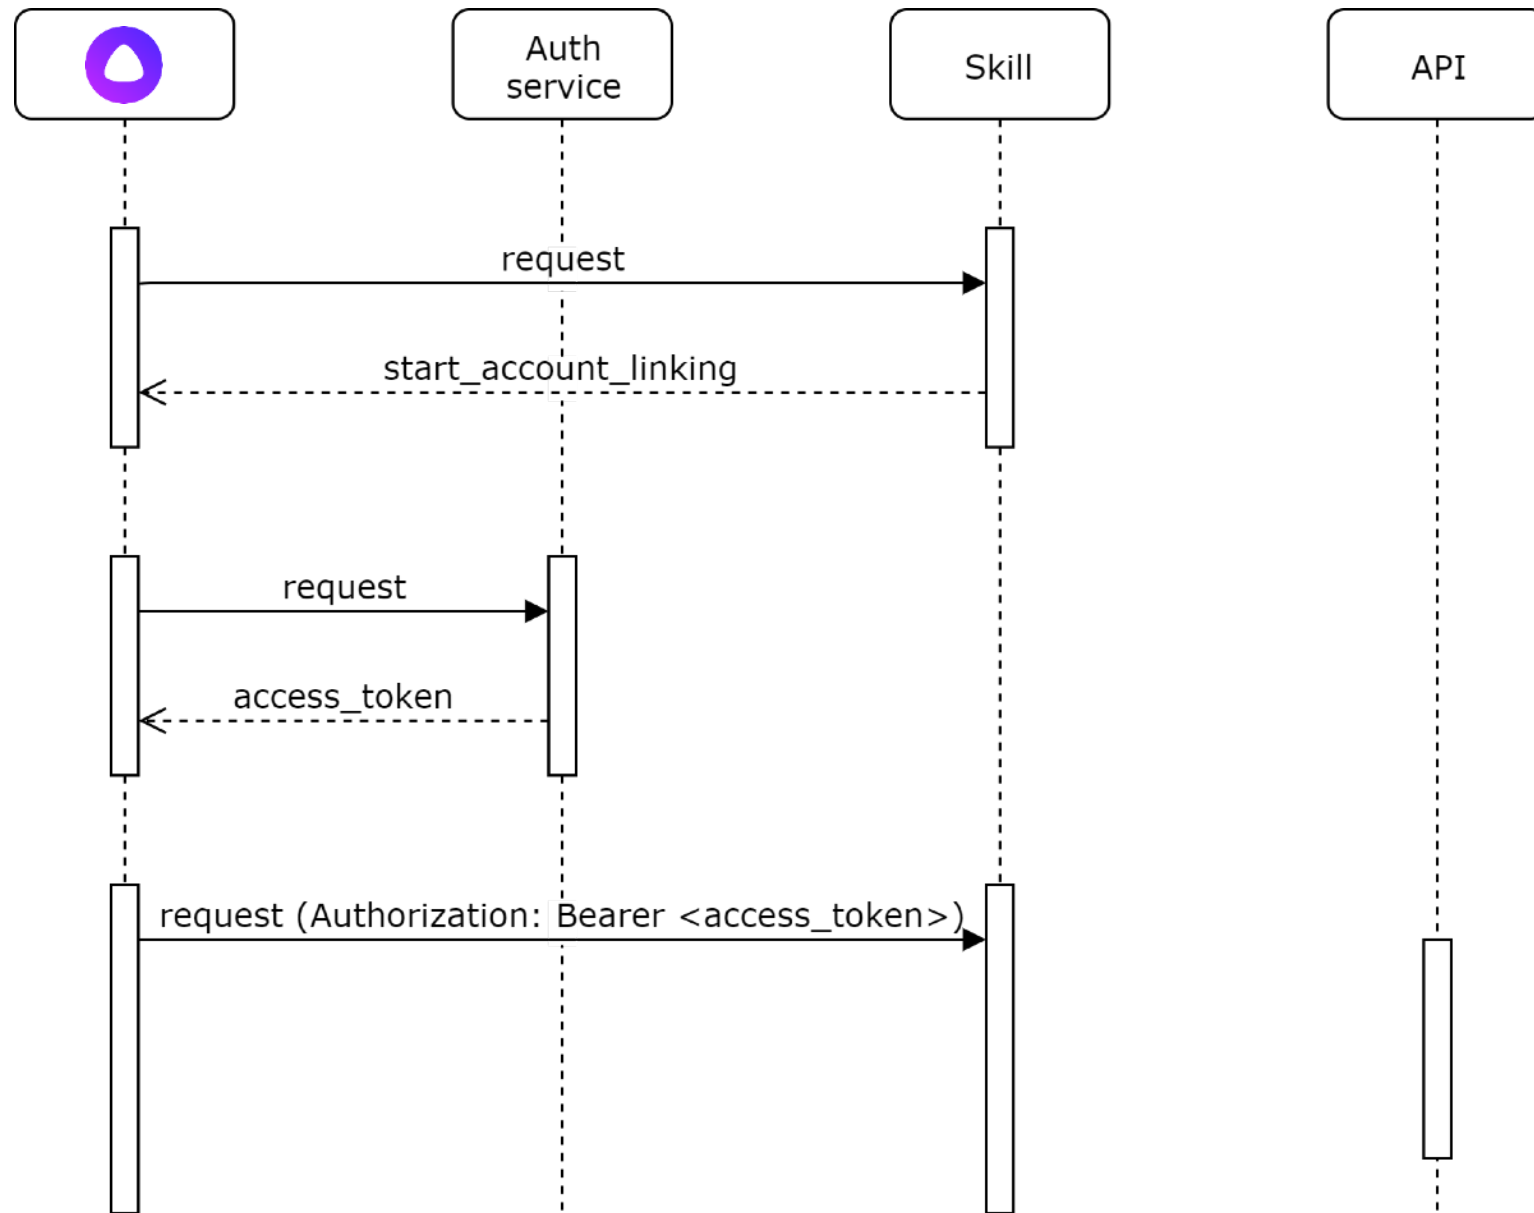 Auth
service
Skill
API
request
start_account_linking
request
access_token
request (Authorization: Bearer <access_token>)